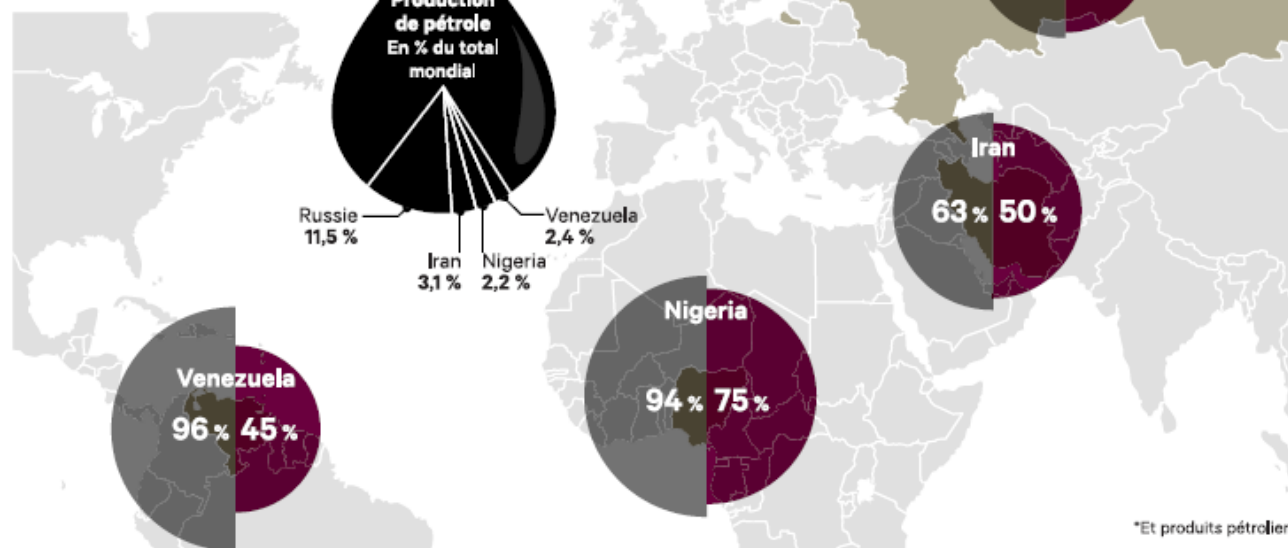 Production
de pétrole
En % du total
mondial
Russie
11,5 %
Iran
3,1 %
Nigeria
2,2 %
Venezuela
2,4 %
Iran
63 % 50 %
Nigeria
94 % 75 %
Venezuela
96 % 45 %
*Et produits pétrolier